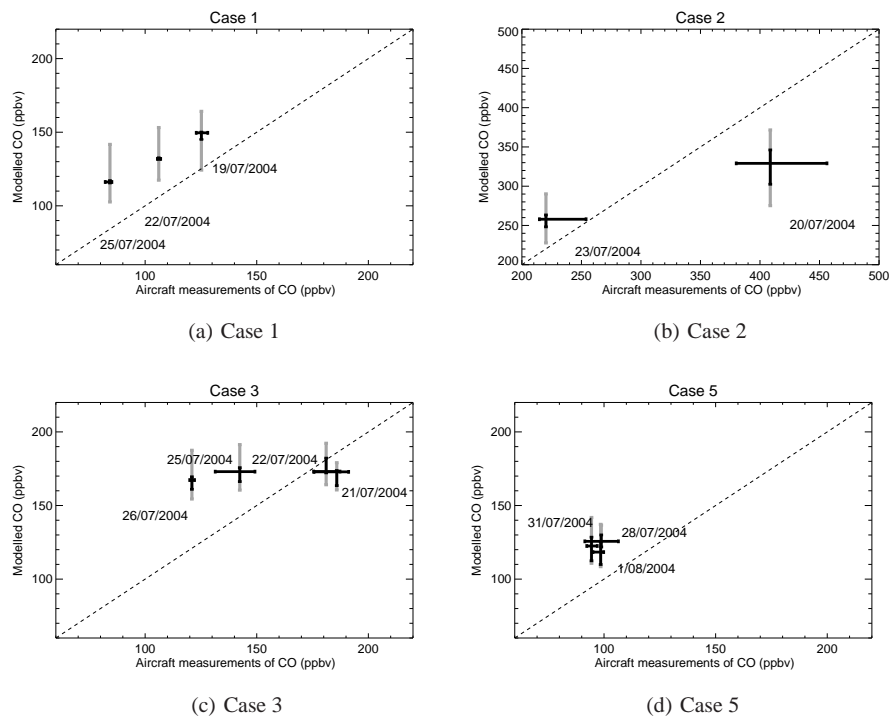 Case 1
Modelled CO (ppbv)
200
150
100
19/07/2004
22/07/2004
25/07/2004
100
150
200
Aircraft measurements of CO (ppbv)
(a) Case 1
Case 2
Modelled CO (ppbv)
500
450
400
350
300
250
200
20/07/2004
23/07/2004
200
250
300
350
400
450
500
Aircraft measurements of CO (ppbv)
(b) Case 2
Case 3
Modelled CO (ppbv)
200
150
100
25/07/2004
22/07/2004
21/07/2004
26/07/2004
100
150
200
Aircraft measurements of CO (ppbv)
(c) Case 3
Case 5
Modelled CO (ppbv)
200
150
100
31/07/2004
28/07/2004
1/08/2004
100
150
200
Aircraft measurements of CO (ppbv)
(d) Case 5